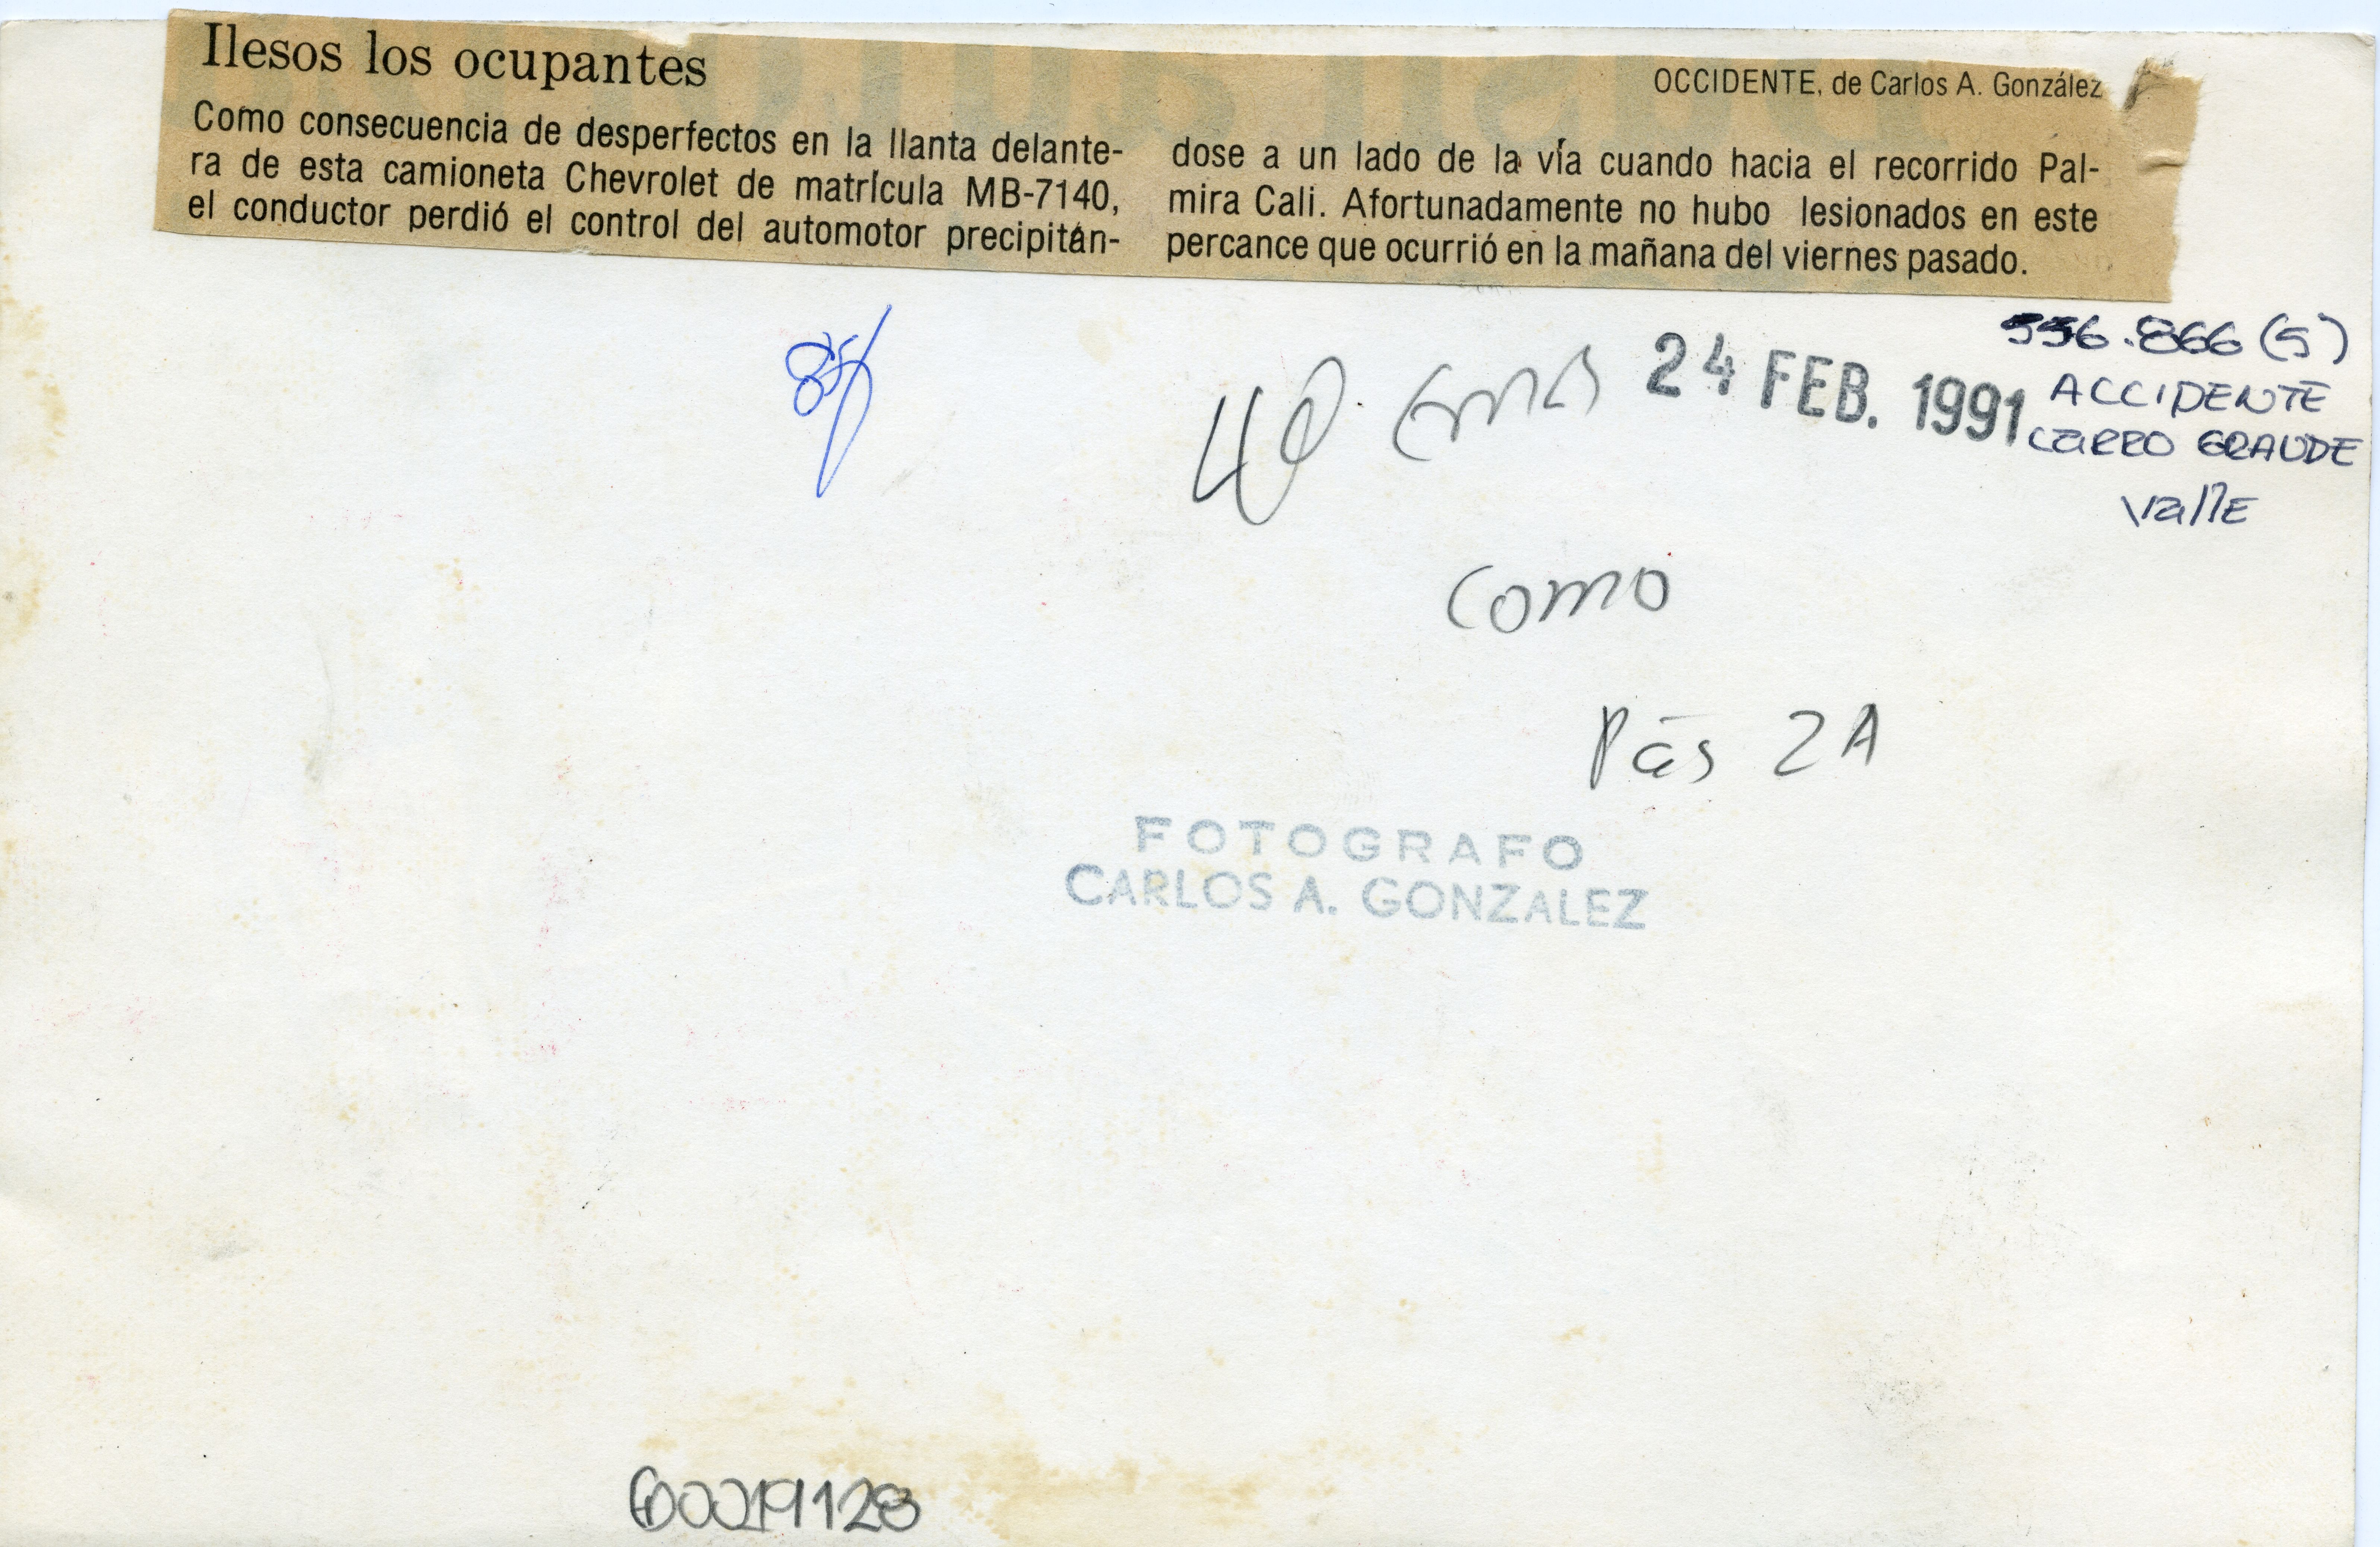 Ilesos los ocupantes
OCCIDENTE, de Carlos A. González
Como consecuencia de desperfectos en la llanta delante-
ra de esta camioneta Chevrolet de matrícula MB-7140,
el conductor perdió el control del automotor precipitán-
dose a un lado de la vía cuando hacia el recorrido Pal-
mira Cali. Afortunadamente no hubo lesionados en este
percance que ocurrió en la mañana del viernes pasado.
85
24 FEB. 1991
556.866 (5)
ACCIDENTE
CARRO GRANDE
Valle
Como
Pás 2A
FOTOGRAFO
CARLOS A. GONZALEZ